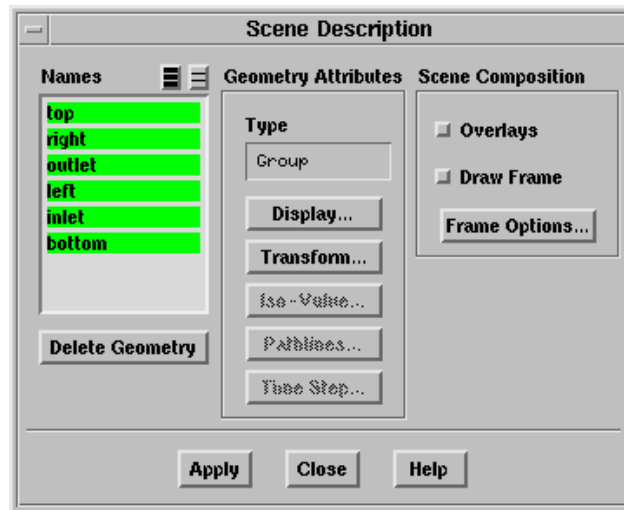 Scene Description
Names
top
right
outlet
left
inlet
bottom
Delete Geometry
Geometry Attributes
Type
Group
Display...
Transform...
Iso-Value...
Pathlines...
Time Step...
Scene Composition
Overlays
Draw Frame
Frame Options...
Apply
Close
Help